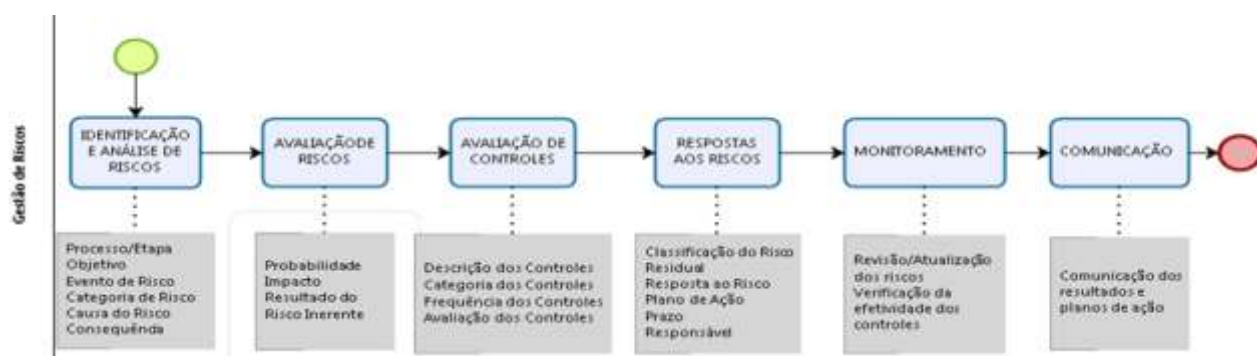 Gestão de Riscos
IDENTIFICAÇÃO
E ANÁLISE DE
RISCOS
AVALIAÇÃODE
RISCOS
AVALIAÇÃO DE
CONTROLES
RESPOSTAS
AOS RISCOS
MONITORAMENTO
COMUNICAÇÃO
Processo/Etapa
Objetivo
Evento de Risco
Categoria de Risco
Causa do Risco
Consequênda
Probabilidade
Impacto
Resultado do
Risco Inerente
Descrição dos Controles
Categoria dos Controles
Frequência dos Controles
Avaliação dos Controles
Classificação do Risco
Residual
Resposta ao Risco
Plano de Ação
Prazo
Responsável
Revisão/Atualização
dos riscos
Verificação da
efetividade dos
controles
Comunicação dos
resultados e
planos de ação